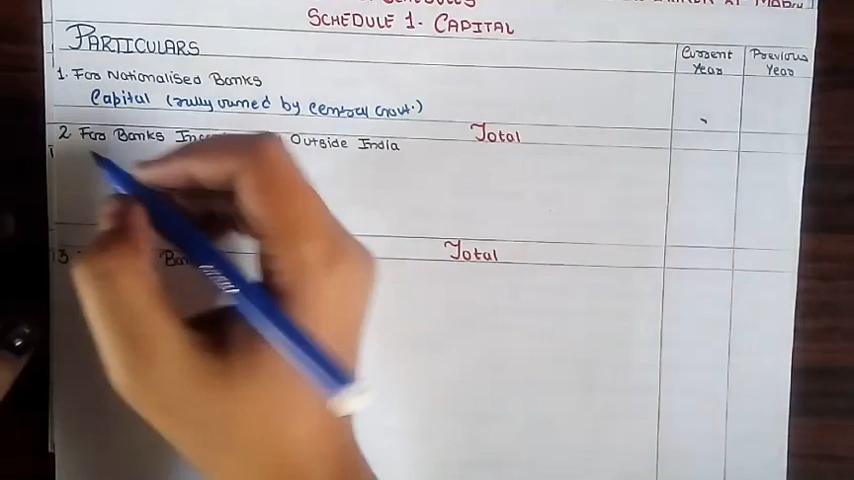 SCHEDULE 1. CAPITAL
PARTICULARS
Current Year
Previous Year
1. For Nationalised Banks
Capital (fully owned by central Govt.)
Total
2 For Banks Outside India
Total
3